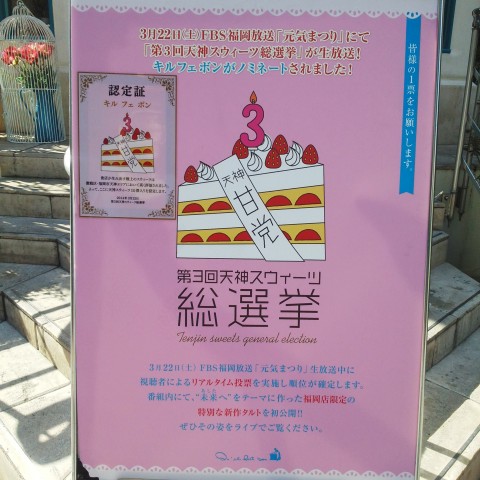 3月22日(土)FBS福岡放送「元気まつり」にて
「第3回天神スウィーツ総選挙」が生放送!
キルフェボンがノミネートされました!
皆様の1票をお願いします。
認定証
キル フェ ボン
3
天神
甘党
第3回天神スウィーツ
総選挙
Tenjin sweets general election
3月22日(土)FBS福岡放送「元気まつり」生放送中に
視聴者によるリアルタイム投票を実施し順位が確定します。
番組内にて、“未来へ”をテーマに作った福岡店限定の
特別な新作タルトを初公開!!
ぜひその姿をライブでご覧ください。